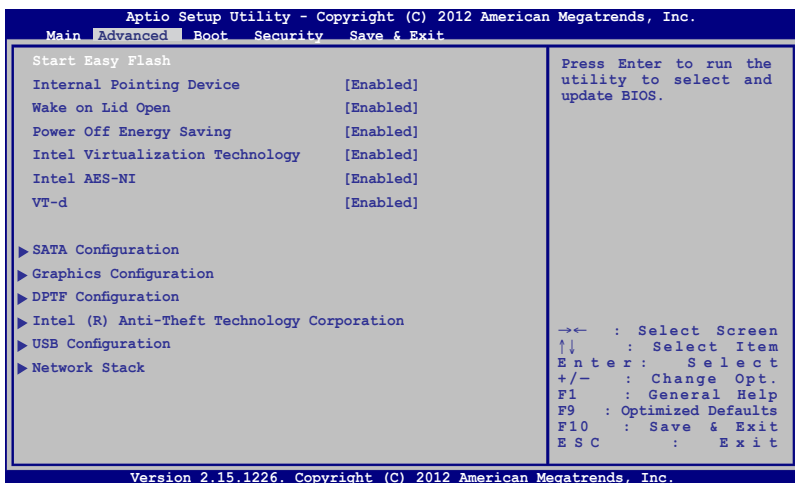 Aptio Setup Utility - Copyright (C) 2012 American Megatrends, Inc.
Main Advanced Boot Security Save & Exit
Start Easy Flash
Internal Pointing Device [Enabled]
Wake on Lid Open [Enabled]
Power Off Energy Saving [Enabled]
Intel Virtualization Technology [Enabled]
Intel AES-NI [Enabled]
VT-d [Enabled]
SATA Configuration
Graphics Configuration
DPTF Configuration
Intel (R) Anti-Theft Technology Corporation
USB Configuration
Network Stack
Press Enter to run the
utility to select and
update BIOS.
→← : Select Screen
↑↓ : Select Item
Enter: Select
+/— : Change Opt.
F1 : General Help
F9 : Optimized Defaults
F10 : Save & Exit
ESC : Exit
Version 2.15.1226. Copyright (C) 2012 American Megatrends, Inc.